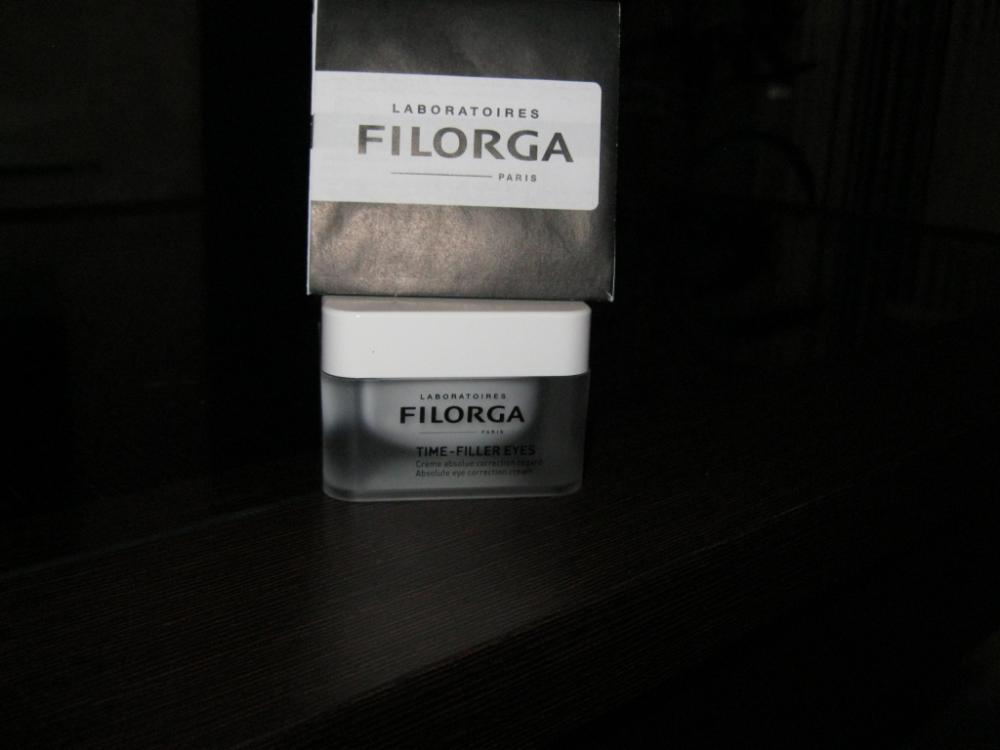 LABORATOIRES
FILORGA
PARIS
LABORATOIRES
FILORGA
PARIS
TIME-FILLER EYES
Crème absolue correction regard
Absolute eye correction cream